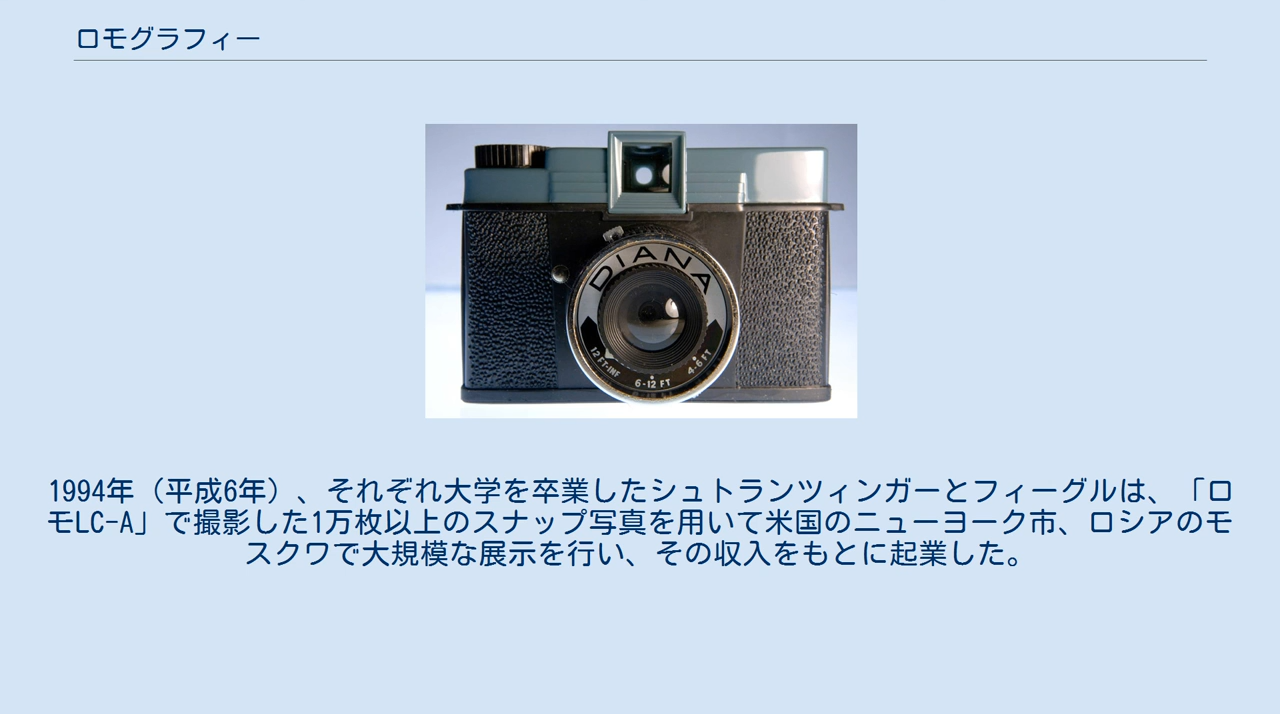 ロモグラフィー
DIANA
12 FT-INF
6-12 FT
4-6 FT
1994年（平成6年）、それぞれ大学を卒業したシュトランツィンガーとフィーグルは、「ロ
モLC-A」で撮影した1万枚以上のスナップ写真を用いて米国のニューヨーク市、ロシアのモ
スクワで大規模な展示を行い、その収入をもとに起業した。